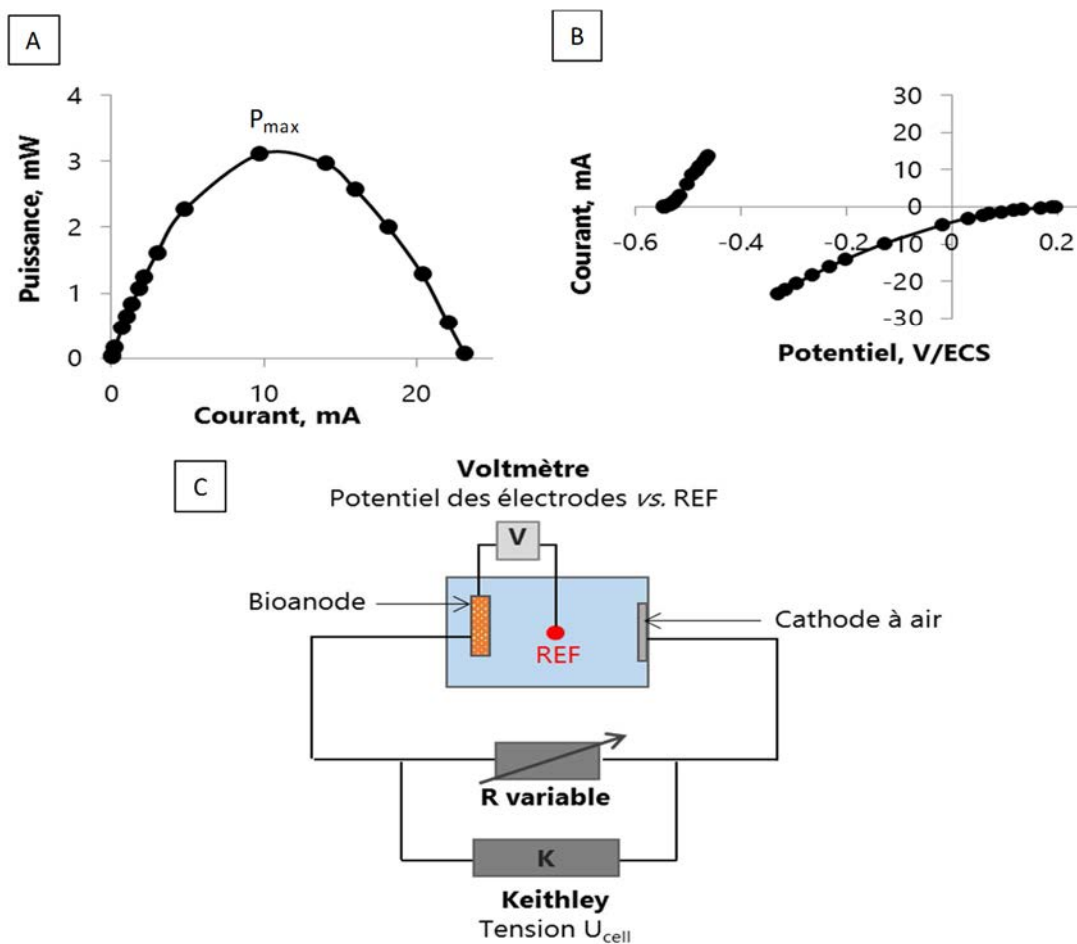 A
Puissance, mW
4
3
2
1
0
P_max
0
10
20
Courant, mA
B
Courant, mA
30
20
10
0
-10
-20
-30
-0.6
-0.4
-0.2
0
0.2
Potentiel, V/ECS
C
Voltmètre
Potentiel des électrodes vs. REF
V
Bioanode
REF
Cathode à air
R variable
K
Keithley
Tension U_cell